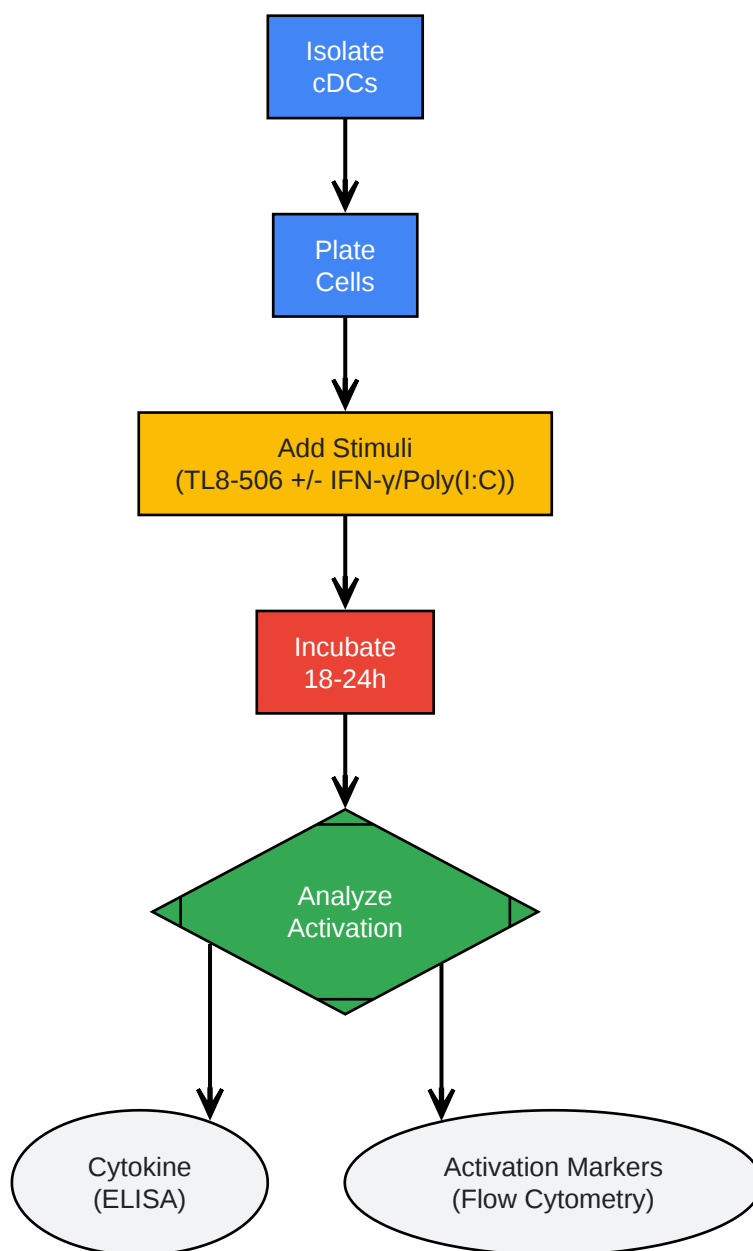 Isolate
cDCs
Plate
Cells
Add Stimuli
(TL8-506 +/- IFN-γ/Poly(I:C))
Incubate
18-24h
Analyze
Activation
Cytokine
(ELISA)
Activation Markers
(Flow Cytometry)